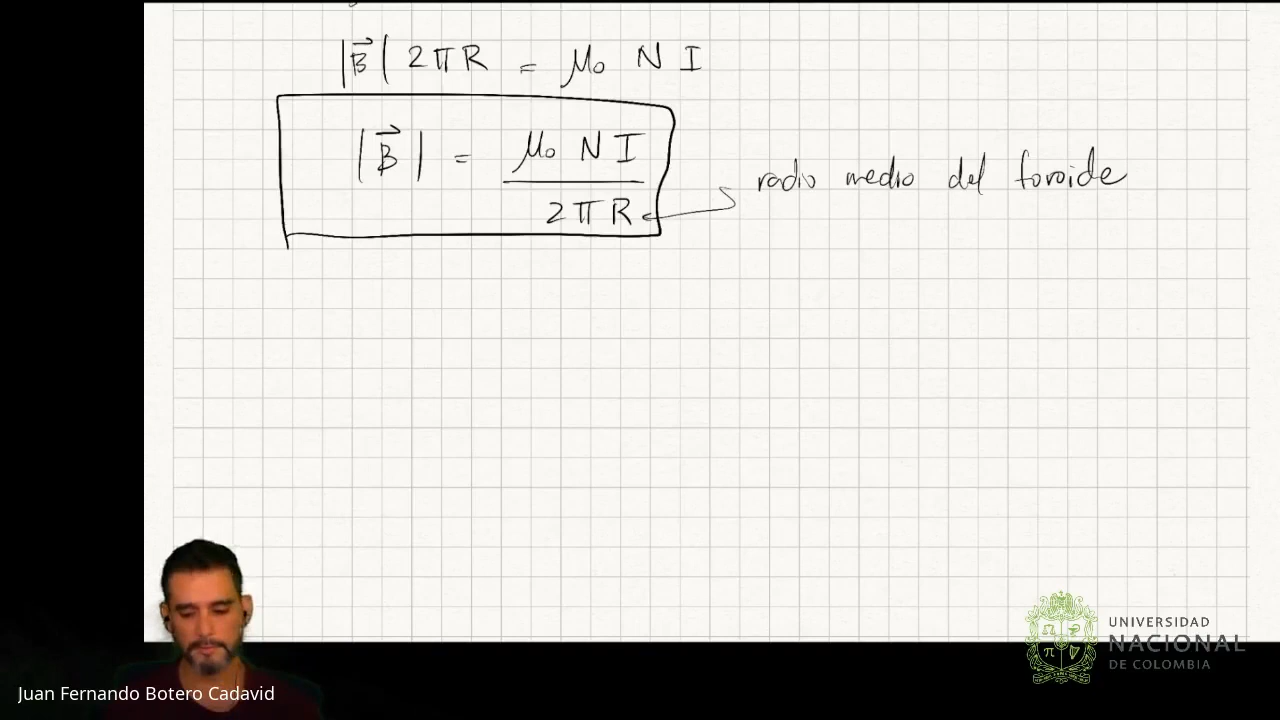 |B⃗| 2πR = μ₀ N I
|B⃗| = μ₀ N I / 2πR
radio medio del toroide
UNIVERSIDAD
NACIONAL
DE COLOMBIA
Juan Fernando Botero Cadavid